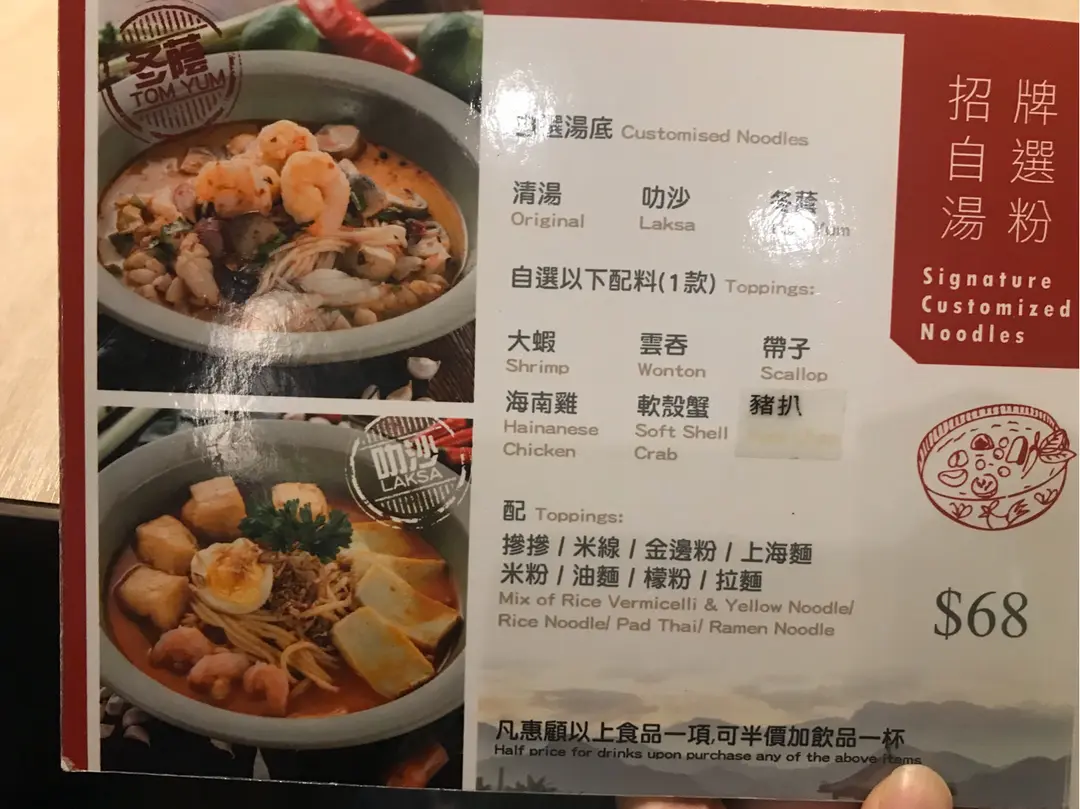 冬蔭
TOM YUM
叻沙
LAKSA
選湯底 Customised Noodles
清湯 叻沙 冬蔭
Original Laksa Yum
自選以下配料(1款) Toppings:
大蝦 雲吞 帶子
Shrimp Wonton Scallop
海南雞 軟殼蟹 豬扒
Hainanese Soft Shell
Chicken Crab
配 Toppings:
摻摻 / 米線 / 金邊粉 / 上海麵
米粉 / 油麵 / 檬粉 / 拉麵
Mix of Rice Vermicelli & Yellow Noodle/
Rice Noodle/ Pad Thai/ Ramen Noodle
凡惠顧以上食品一項,可半價加飲品一杯
Half price for drinks upon purchase any of the above items
招牌
自選
湯粉
Signature
Customized
Noodles
$68